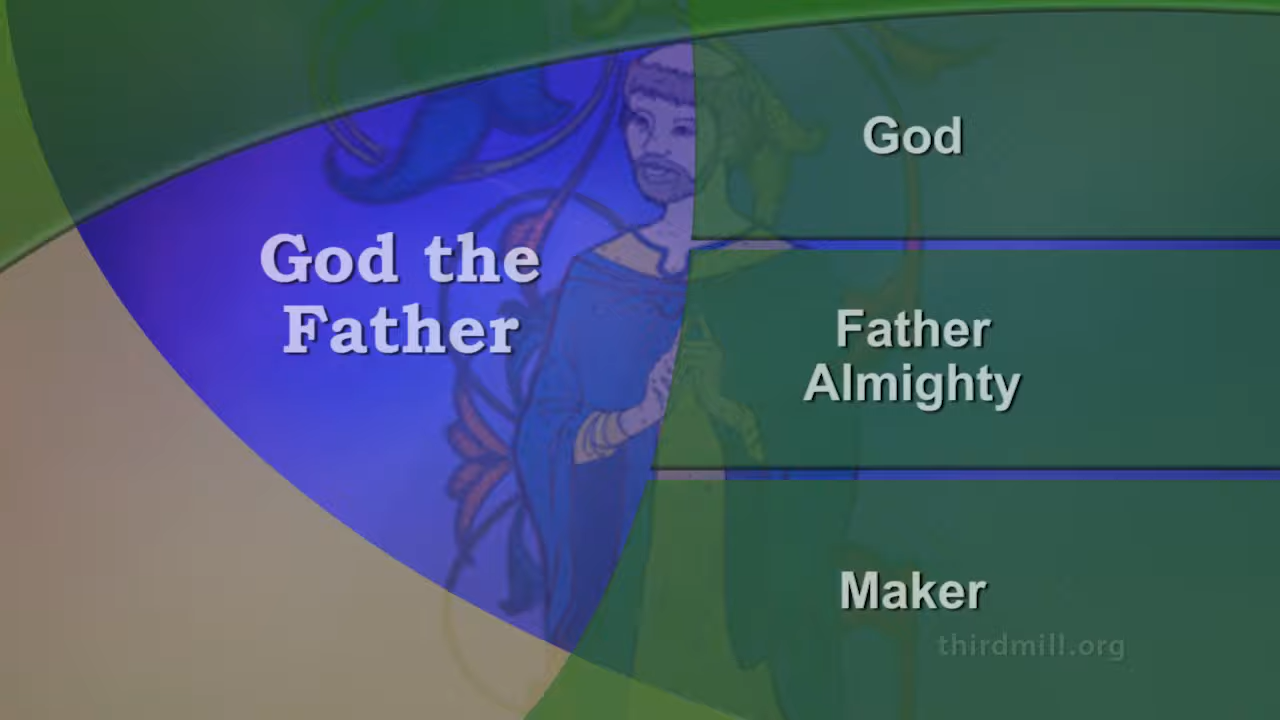 God the
Father
God
Father
Almighty
Maker
thirdmill.org